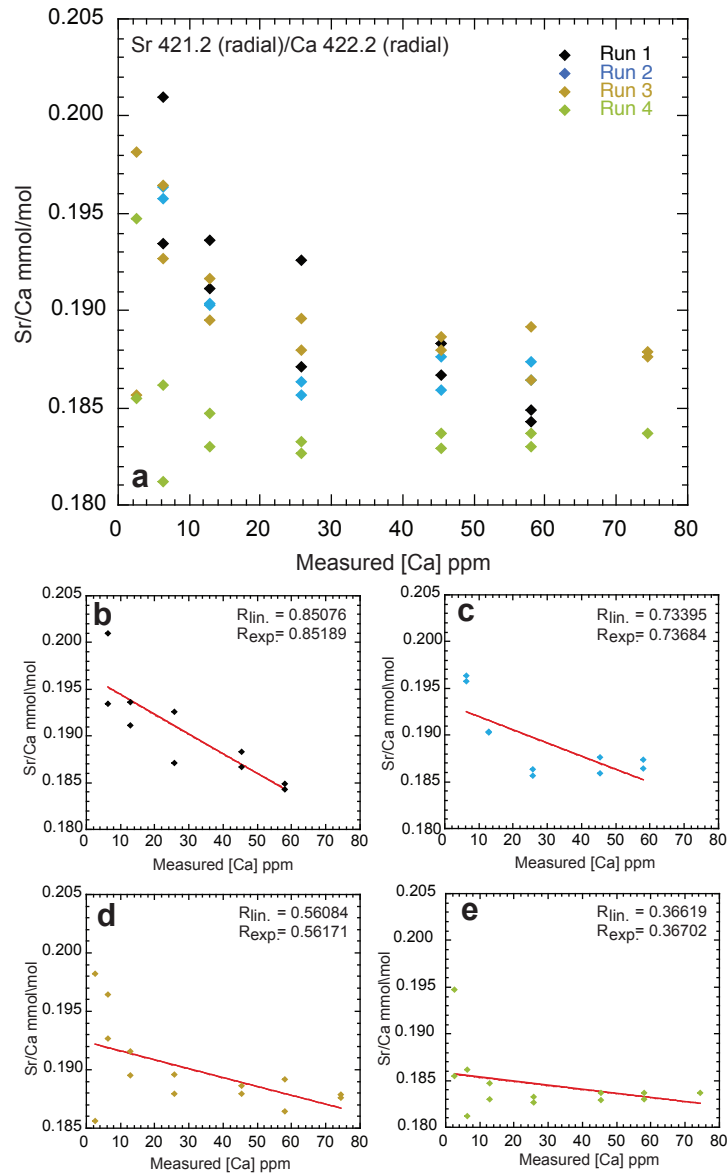 0.205
Sr 421.2 (radial)/Ca 422.2 (radial)
Run 1
Run 2
Run 3
Run 4
0.200
0.195
0.190
0.185
0.180
Sr/Ca mmol/mol
a
0 10 20 30 40 50 60 70 80
Measured [Ca] ppm
b
R lin. = 0.85076
R exp. = 0.85189
0.205
0.200
0.195
0.190
0.185
0.180
Sr/Ca mmol\mol
0 10 20 30 40 50 60 70 80
Measured [Ca] ppm
c
R lin. = 0.73395
R exp. = 0.73684
0.205
0.200
0.195
0.190
0.185
0.180
Sr/Ca mmol\mol
0 10 20 30 40 50 60 70 80
Measured [Ca] ppm
d
R lin. = 0.56084
R exp. = 0.56171
0.205
0.200
0.195
0.190
0.185
Sr/Ca mmol\mol
0 10 20 30 40 50 60 70 80
Measured [Ca] ppm
e
R lin. = 0.36619
R exp. = 0.36702
0.205
0.200
0.195
0.190
0.185
0.180
Sr/Ca mmol\mol
0 10 20 30 40 50 60 70 80
Measured [Ca] ppm